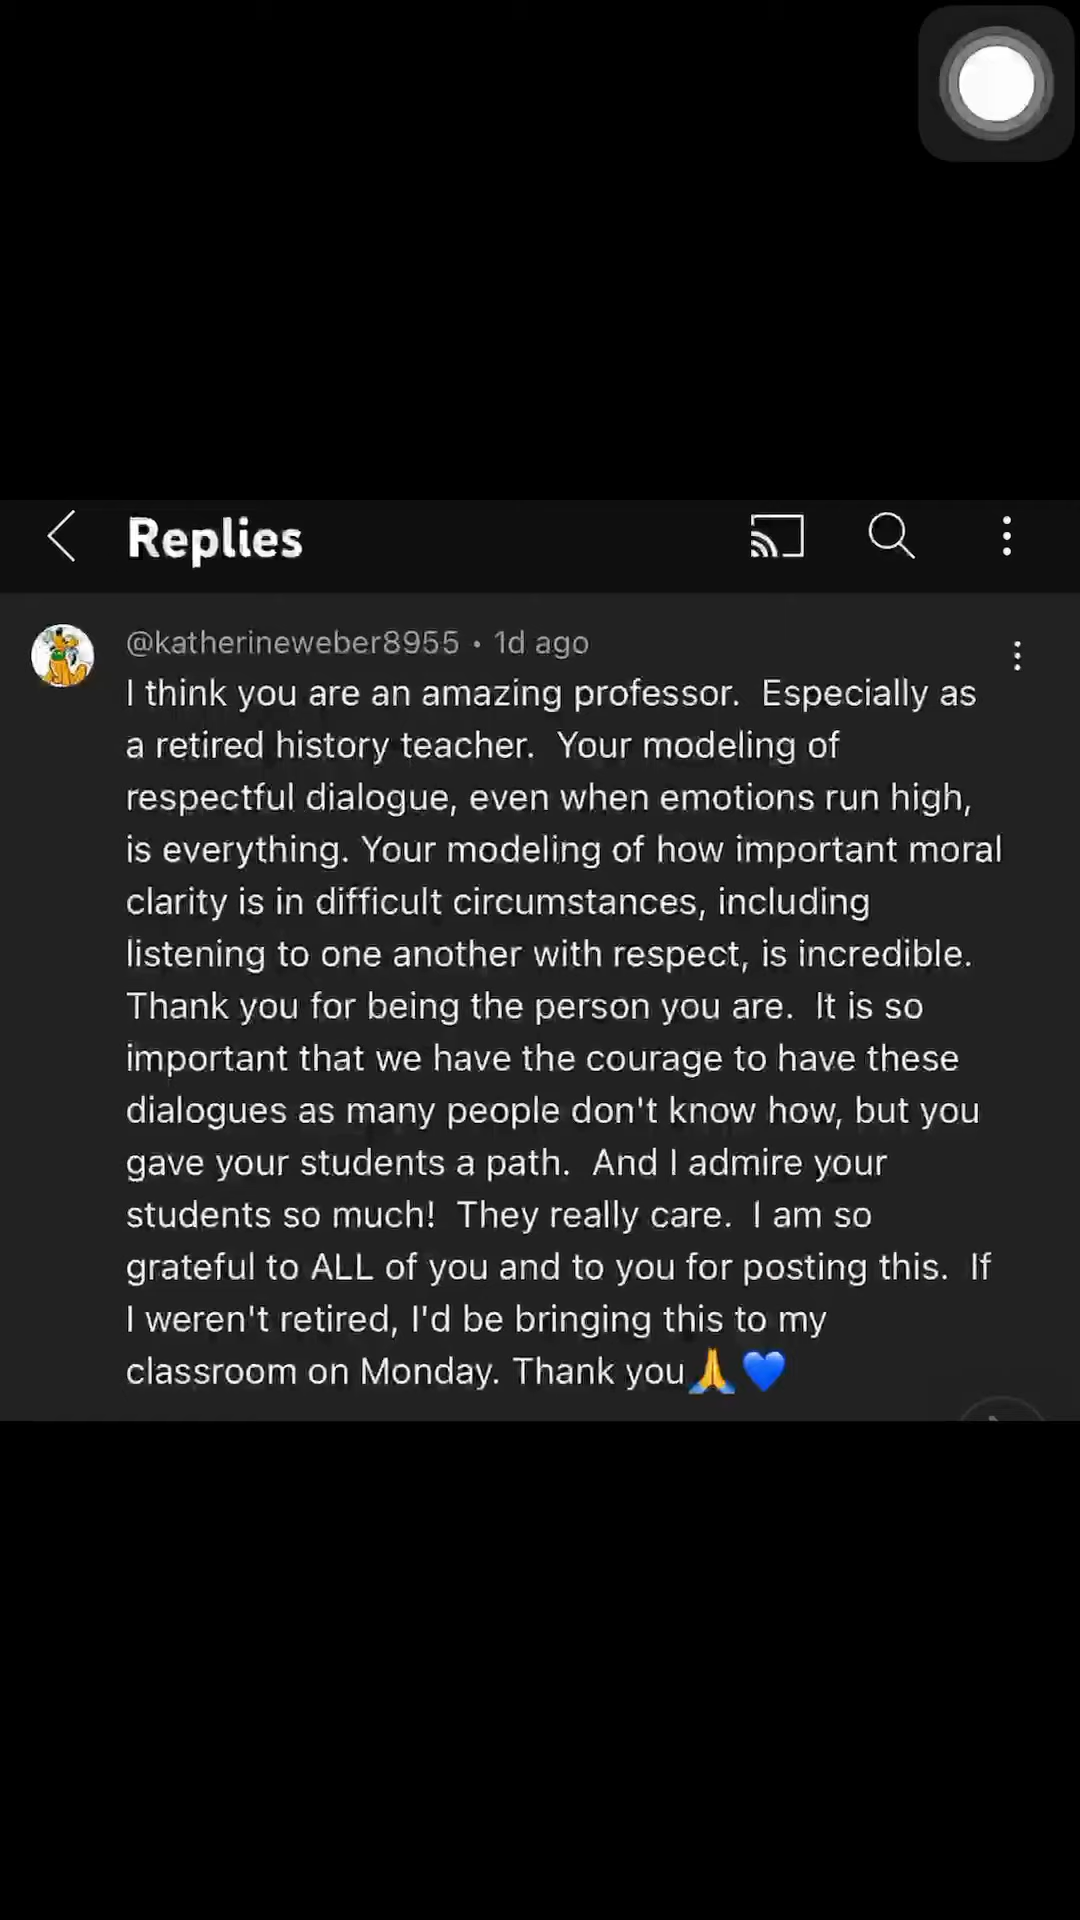 Replies
@katherineweber8955 • 1d ago
I think you are an amazing professor.  Especially as
a retired history teacher.  Your modeling of
respectful dialogue, even when emotions run high,
is everything. Your modeling of how important moral
clarity is in difficult circumstances, including
listening to one another with respect, is incredible.
Thank you for being the person you are.  It is so
important that we have the courage to have these
dialogues as many people don't know how, but you
gave your students a path.  And I admire your
students so much!  They really care.  I am so
grateful to ALL of you and to you for posting this.  If
I weren't retired, I'd be bringing this to my
classroom on Monday. Thank you🙏💙